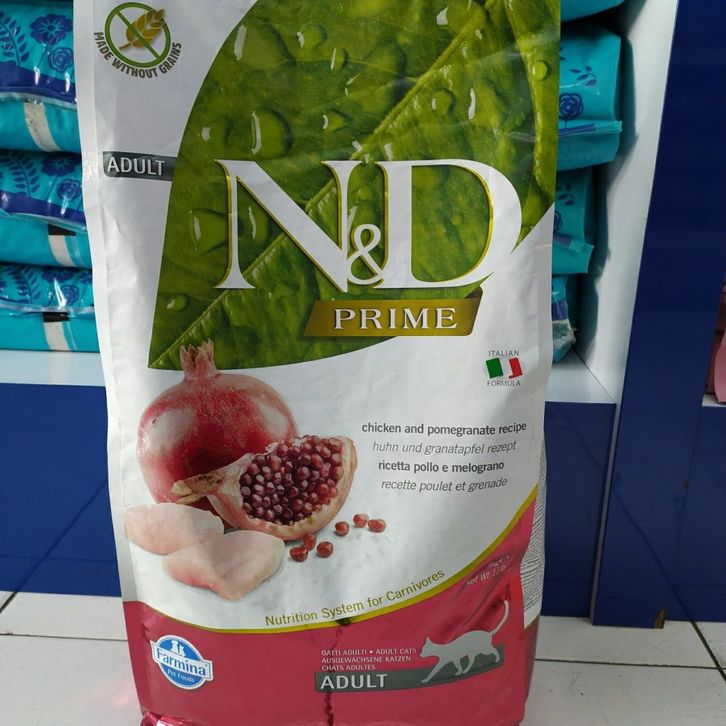 MADE WITHOUT GRAINS
ADULT
N&D
PRIME
ITALIAN
FORMULA
chicken and pomegranate recipe
huhn und granatapfel rezept
ricetta pollo e melograno
recette poulet et grenade
Nutrition System for Carnivores
Net Wt.
GATTI ADULTI • ADULT CATS
AUSGEWACHSENE KATZEN
CHATS ADULTES
ADULT
Farmina
Pet Foods